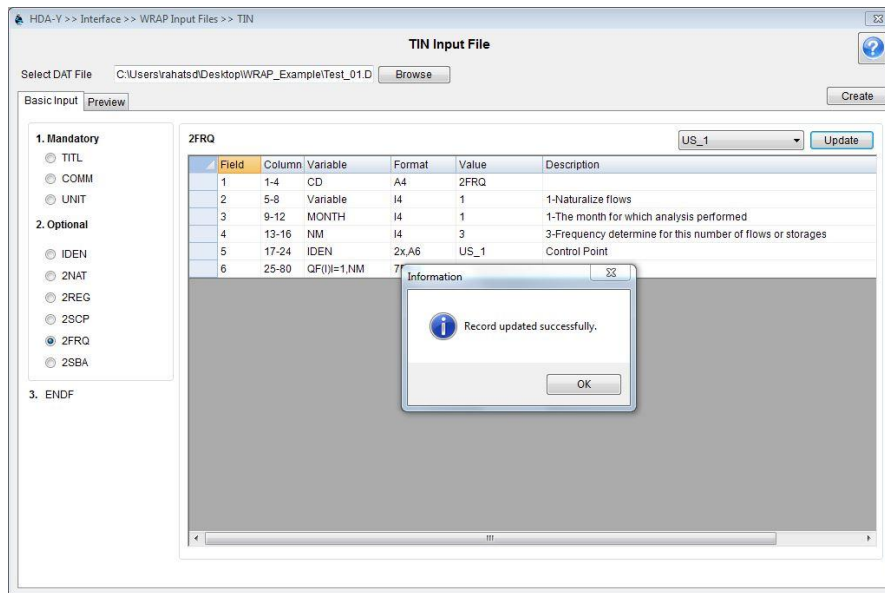 HDA-Y >> Interface >> WRAP Input Files >> TIN
TIN Input File
Select DAT File C:\Users\rahatsd\Desktop\WRAP_Example\Test_01.D Browse
Basic Input Preview Create
1. Mandatory
TITL
COMM
UNIT
2. Optional
IDEN
2NAT
2REG
2SCP
2FRQ
2SBA
3. ENDF
2FRQ US_1 Update
Field Column Variable Format Value Description
1 1-4 CD A4 2FRQ
2 5-8 Variable I4 1 1-Naturalize flows
3 9-12 MONTH I4 1 1-The month for which analysis performed
4 13-16 NM I4 3 3-Frequency determine for this number of flows or storages
5 17-24 IDEN 2x,A6 US_1 Control Point
6 25-80 QF(I)I=1,NM
Information
Record updated successfully.
OK